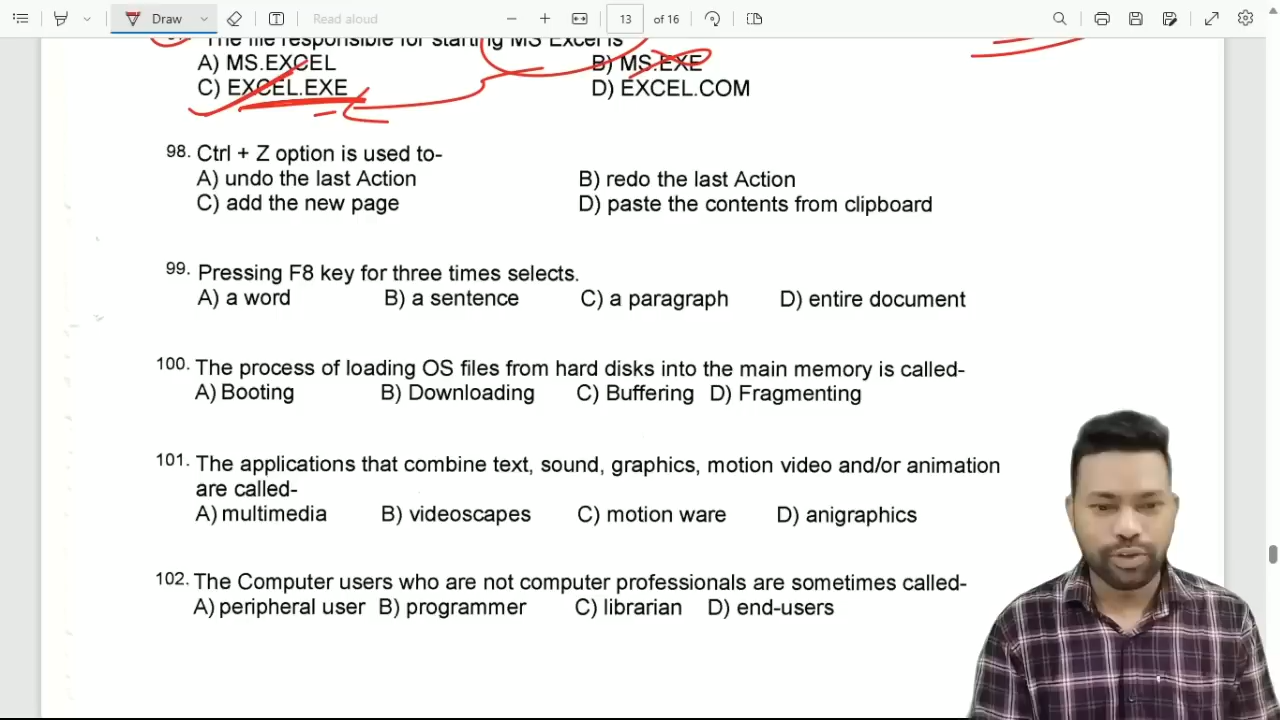 Draw
Read aloud
13 of 16
The file responsible for starting MS Excel is
A) MS.EXCEL B) MS.EXE
C) EXCEL.EXE D) EXCEL.COM
98. Ctrl + Z option is used to-
A) undo the last Action B) redo the last Action
C) add the new page D) paste the contents from clipboard
99. Pressing F8 key for three times selects.
A) a word B) a sentence C) a paragraph D) entire document
100. The process of loading OS files from hard disks into the main memory is called-
A) Booting B) Downloading C) Buffering D) Fragmenting
101. The applications that combine text, sound, graphics, motion video and/or animation
are called-
A) multimedia B) videoscapes C) motion ware D) anigraphics
102. The Computer users who are not computer professionals are sometimes called-
A) peripheral user B) programmer C) librarian D) end-users